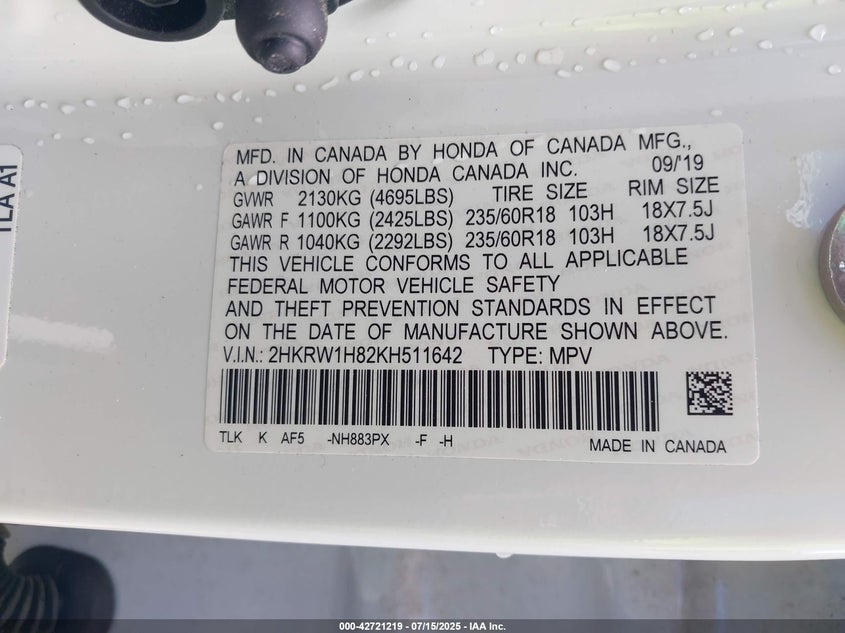 TLA A1
MFD. IN CANADA BY HONDA OF CANADA MFG.,
A DIVISION OF HONDA CANADA INC. 09/'19
GVWR 2130KG (4695LBS) TIRE SIZE RIM SIZE
GAWR F 1100KG (2425LBS) 235/60R18 103H 18X7.5J
GAWR R 1040KG (2292LBS) 235/60R18 103H 18X7.5J
THIS VEHICLE CONFORMS TO ALL APPLICABLE
FEDERAL MOTOR VEHICLE SAFETY
AND THEFT PREVENTION STANDARDS IN EFFECT
ON THE DATE OF MANUFACTURE SHOWN ABOVE.
V.I.N.: 2HKRW1H82KH511642 TYPE: MPV
TLK K AF5 -NH883PX -F -H
MADE IN CANADA
000-42721219 - 07/15/2025 - IAA Inc.